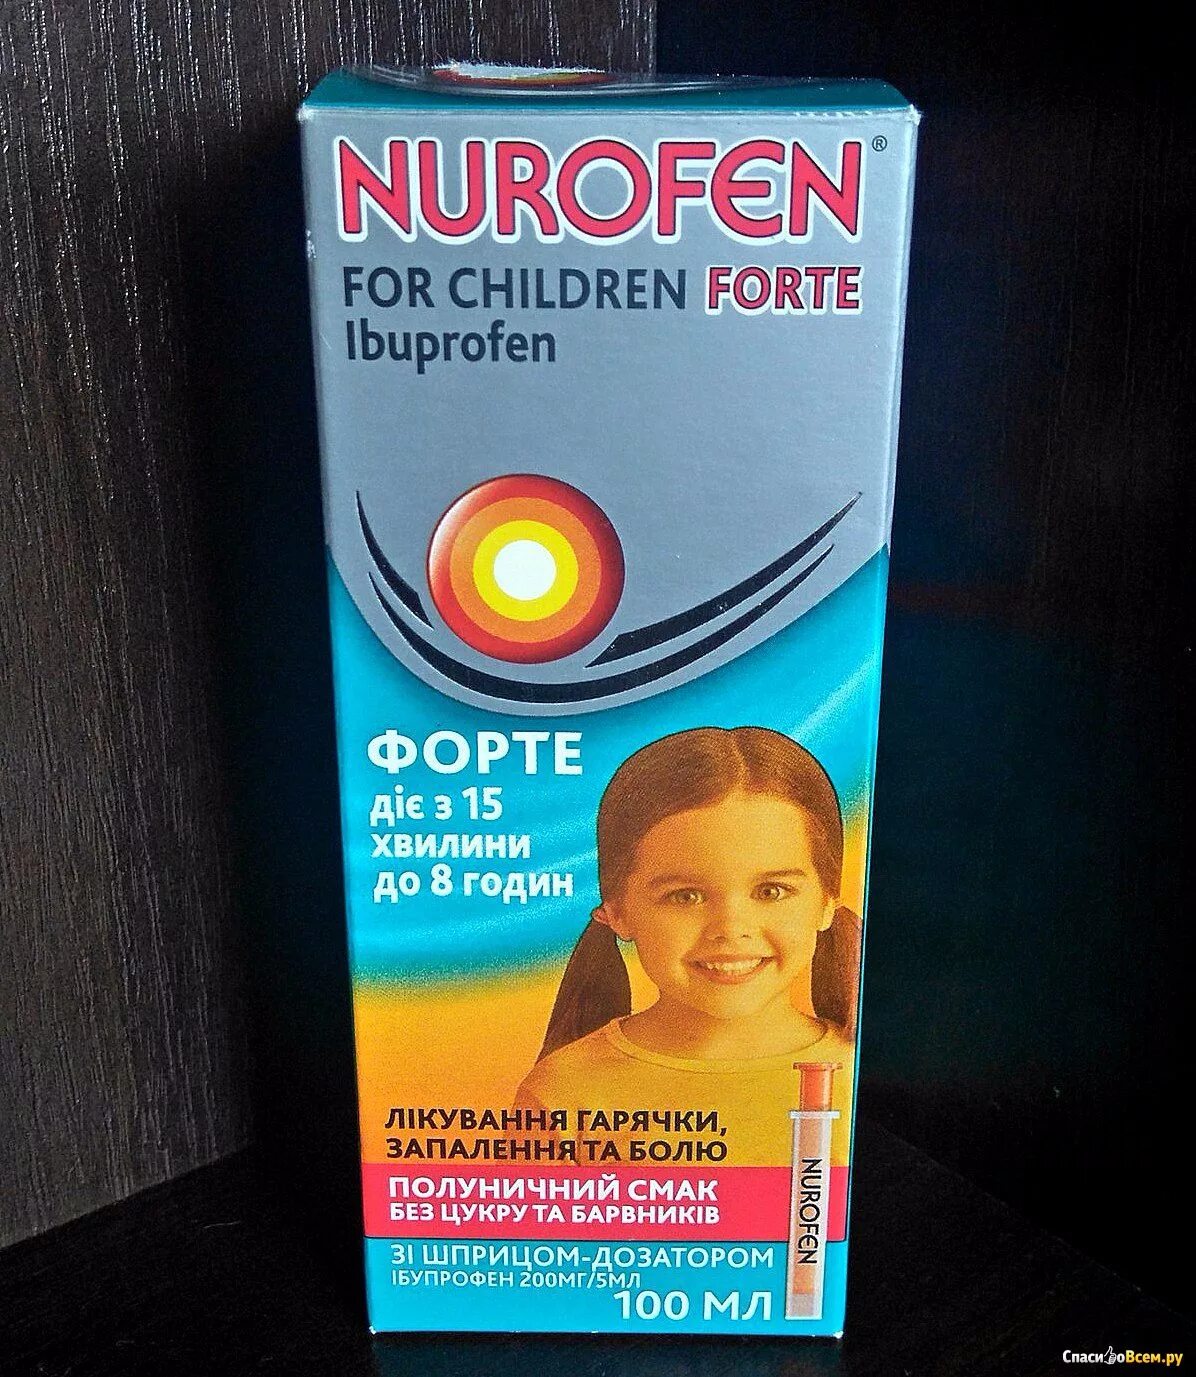 NUROFEN®
FOR CHILDREN FORTE
Ibuprofen
ФОРТЕ
діє з 15
хвилини
до 8 годин
ЛІКУВАННЯ ГАРЯЧКИ,
ЗАПАЛЕННЯ ТА БОЛЮ
ПОЛУНИЧНИЙ СМАК
БЕЗ ЦУКРУ ТА БАРВНИКІВ
ЗІ ШПРИЦОМ-ДОЗАТОРОМ
ІБУПРОФЕН 200МГ/5МЛ
100 МЛ
NUROFEN
СпасибоВсем.ру